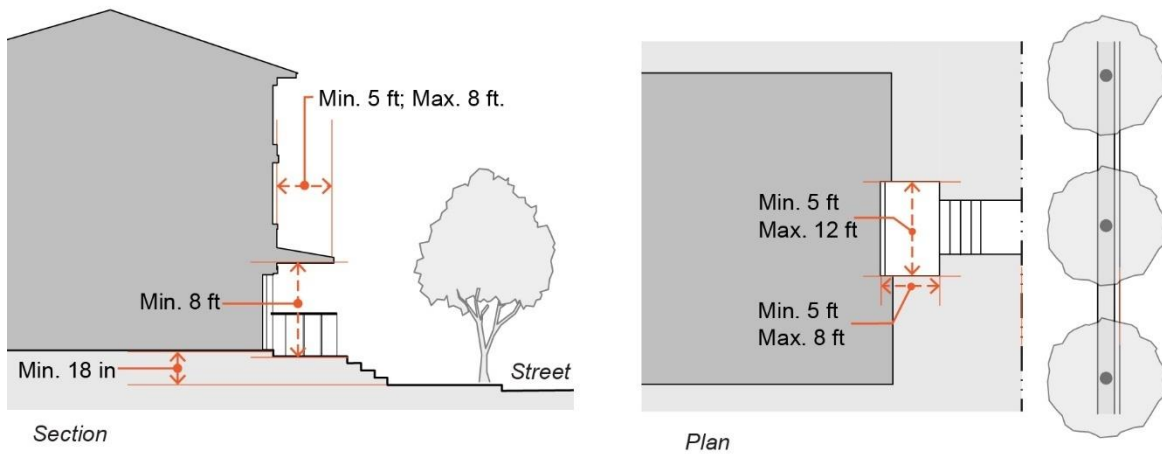 Min. 5 ft; Max. 8 ft.
Min. 8 ft
Min. 18 in
Street
Section
Min. 5 ft
Max. 12 ft
Min. 5 ft
Max. 8 ft
Plan